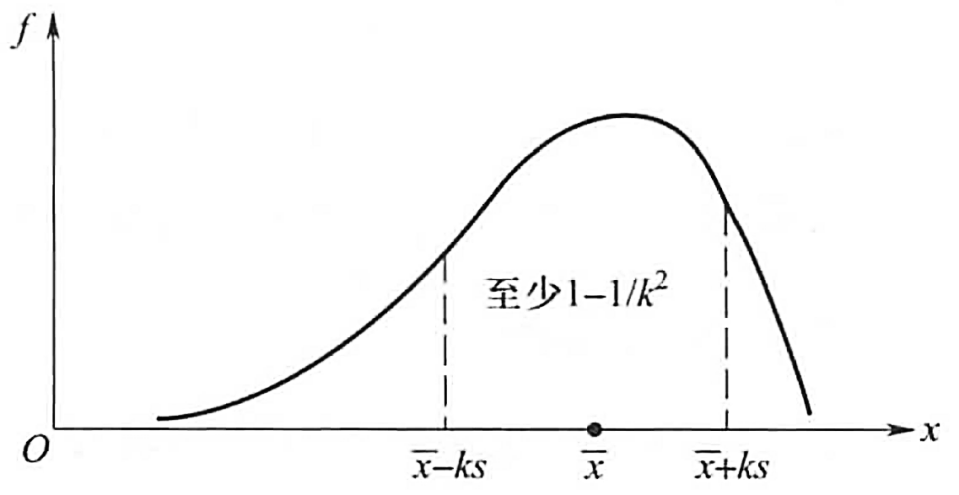 f
至少1–1/k²
O
x̄–ks
x̄
x̄+ks
x